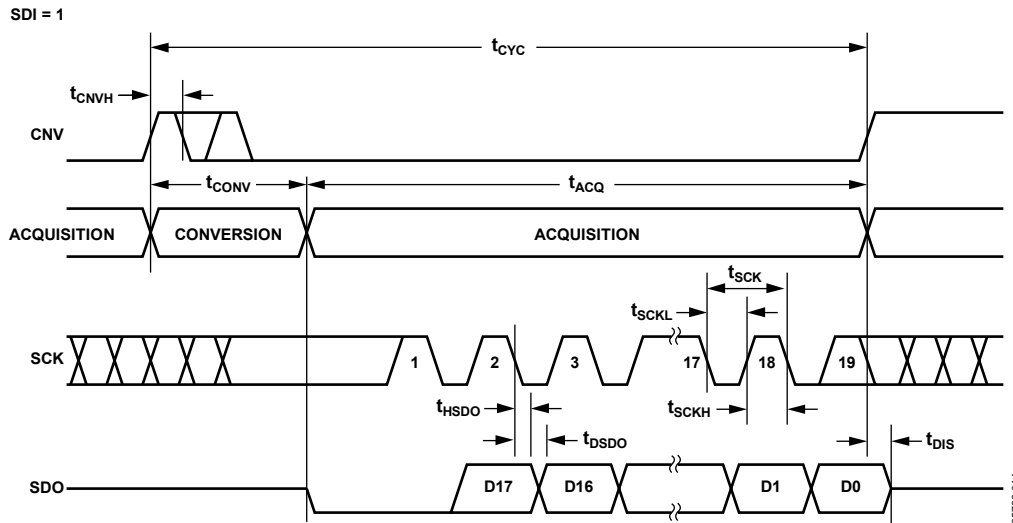 SDI = 1
tCYC
tCNVH
CNV
tCONV
tACQ
ACQUISITION
CONVERSION
ACQUISITION
tSCK
tSCKL
SCK
1
2
3
17
18
19
tHSDO
tSCKH
tDSDO
tDIS
SDO
D17
D16
D1
D0